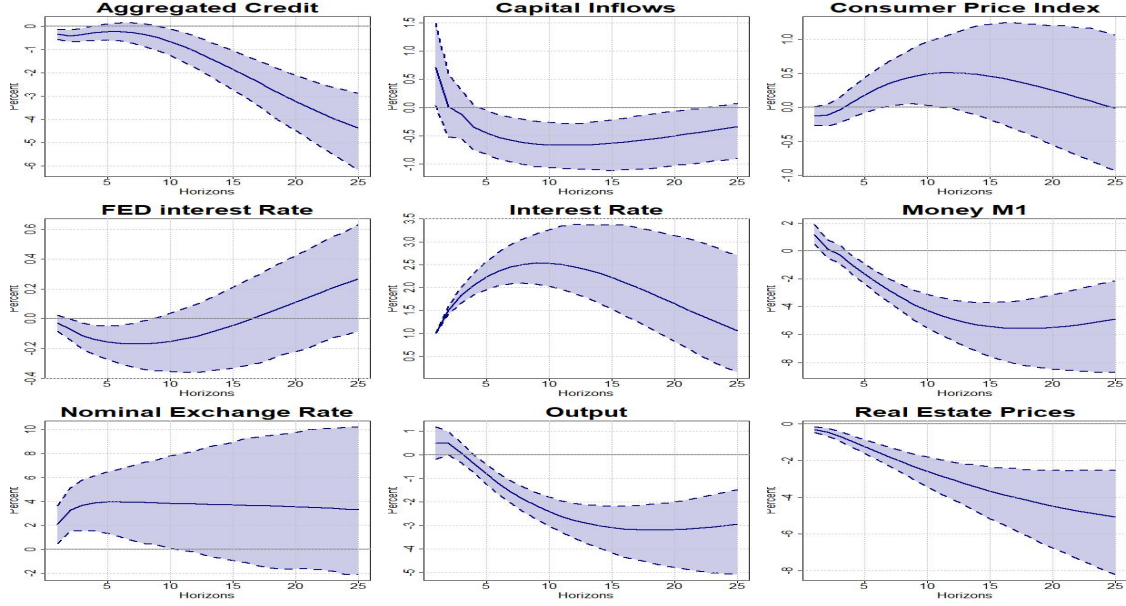 Aggregated Credit
Percent
0
-1
-2
-3
-4
-5
-6
5 10 15 20 25
Horizons
Capital Inflows
Percent
1.5
1.0
0.5
0.0
-0.5
-1.0
5 10 15 20 25
Horizons
Consumer Price Index
Percent
1.0
0.5
0.0
-0.5
-1.0
5 10 15 20 25
Horizons
FED interest Rate
Percent
0.6
0.4
0.2
0.0
-0.2
-0.4
5 10 15 20 25
Horizons
Interest Rate
Percent
3.5
3.0
2.5
2.0
1.5
1.0
0.5
5 10 15 20 25
Horizons
Money M1
Percent
2
0
-2
-4
-6
-8
5 10 15 20 25
Horizons
Nominal Exchange Rate
Percent
10
8
6
4
2
0
-2
5 10 15 20 25
Horizons
Output
Percent
1
0
-1
-2
-3
-4
-5
5 10 15 20 25
Horizons
Real Estate Prices
Percent
0
-2
-4
-6
-8
5 10 15 20 25
Horizons